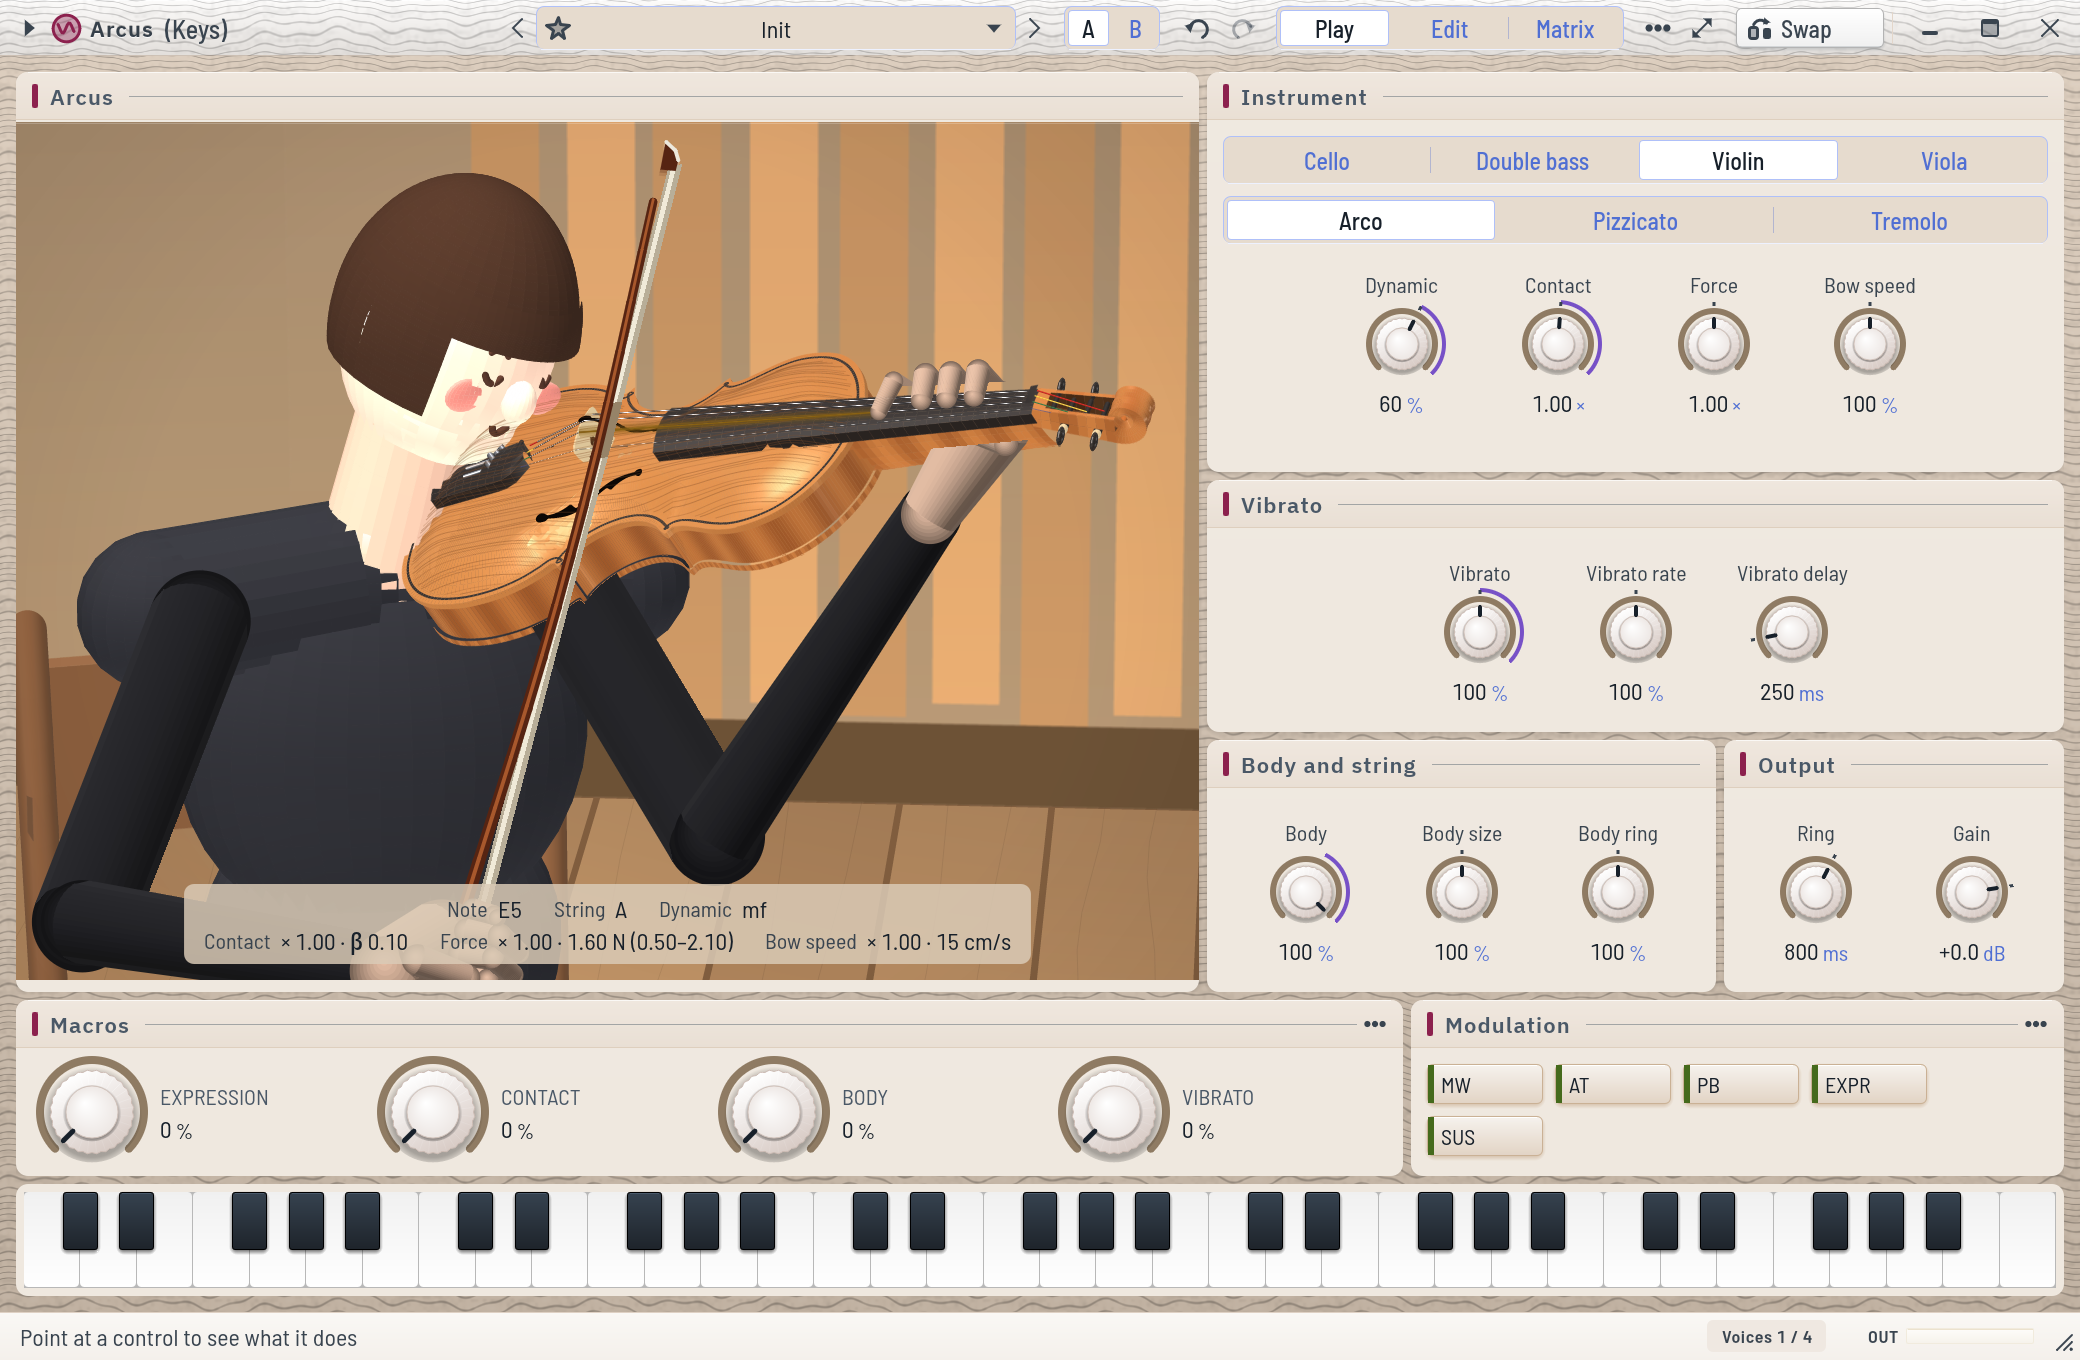 Arcus (Keys)
Init
A B
Play Edit Matrix
Swap
Arcus
Note E5 String A Dynamic mf
Contact × 1.00 · β 0.10 Force × 1.00 · 1.60 N (0.50–2.10) Bow speed × 1.00 · 15 cm/s
Instrument
Cello Double bass Violin Viola
Arco Pizzicato Tremolo
Dynamic Contact Force Bow speed
60 % 1.00 × 1.00 × 100 %
Vibrato
Vibrato Vibrato rate Vibrato delay
100 % 100 % 250 ms
Body and string
Body Body size Body ring
100 % 100 % 100 %
Output
Ring Gain
800 ms +0.0 dB
Macros
EXPRESSION
0 %
CONTACT
0 %
BODY
0 %
VIBRATO
0 %
Modulation
MW AT PB EXPR
SUS
Point at a control to see what it does
Voices 1 / 4 OUT